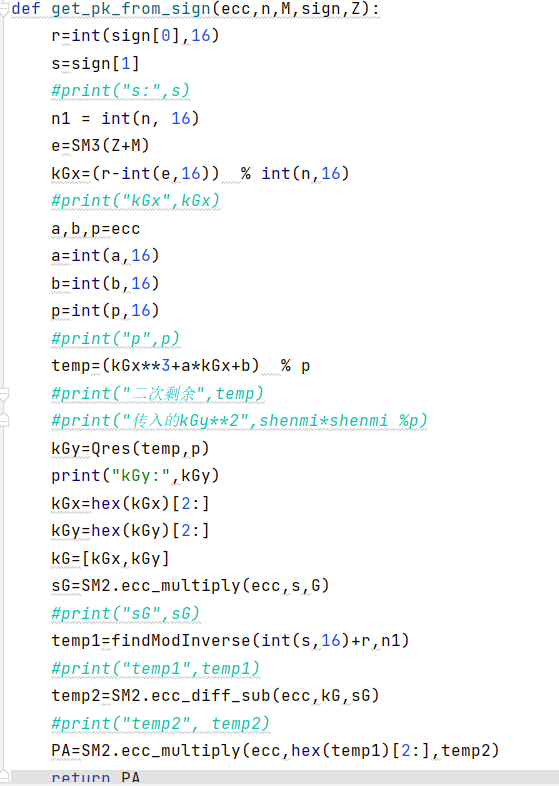 def get_pk_from_sign(ecc,n,M,sign,Z):
    r=int(sign[0],16)
    s=sign[1]
    #print("s:",s)
    n1 = int(n, 16)
    e=SM3(Z+M)
    kGx=(r-int(e,16))  % int(n,16)
    #print("kGx",kGx)
    a,b,p=ecc
    a=int(a,16)
    b=int(b,16)
    p=int(p,16)
    #print("p",p)
    temp=(kGx**3+a*kGx+b)  % p
    #print("二次剩余",temp)
    #print("传入的kGy**2",shenmi*shenmi %p)
    kGy=Qres(temp,p)
    print("kGy:",kGy)
    kGx=hex(kGx)[2:]
    kGy=hex(kGy)[2:]
    kG=[kGx,kGy]
    sG=SM2.ecc_multiply(ecc,s,G)
    #print("sG",sG)
    temp1=findModInverse(int(s,16)+r,n1)
    #print("temp1",temp1)
    temp2=SM2.ecc_diff_sub(ecc,kG,sG)
    #print("temp2", temp2)
    PA=SM2.ecc_multiply(ecc,hex(temp1)[2:],temp2)
    return PA